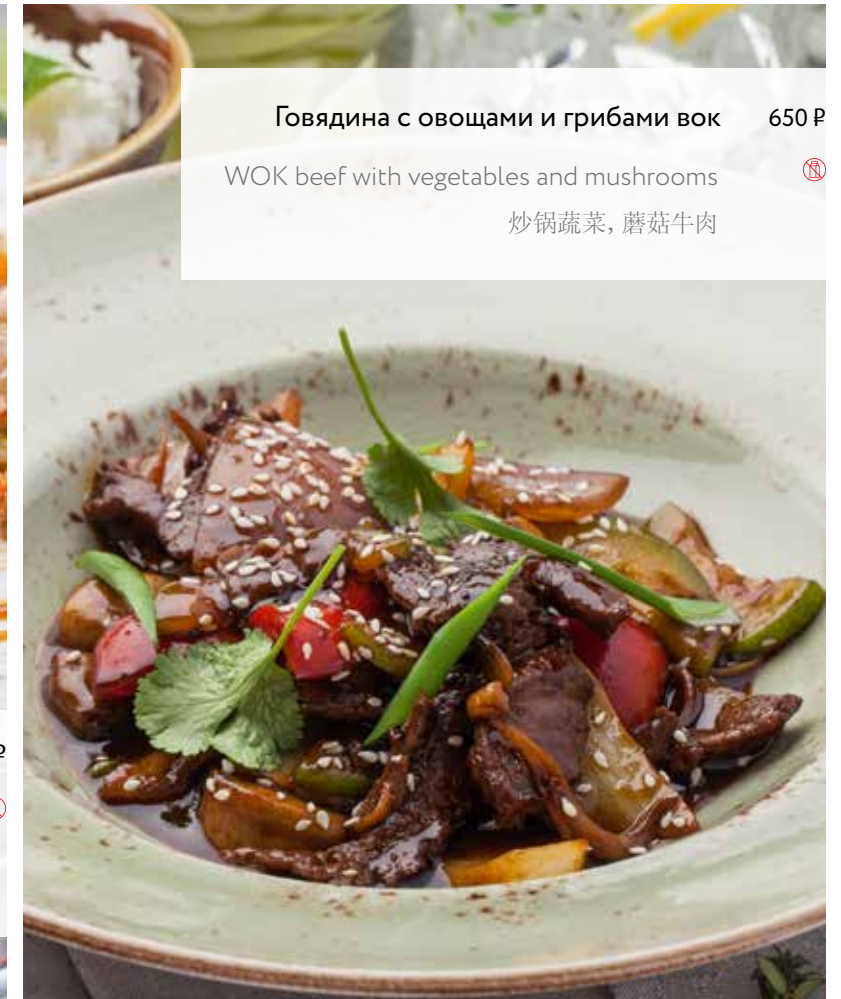 Говядина с овощами и грибами вок 650 ₽
WOK beef with vegetables and mushrooms
炒锅蔬菜, 蘑菇牛肉
₽